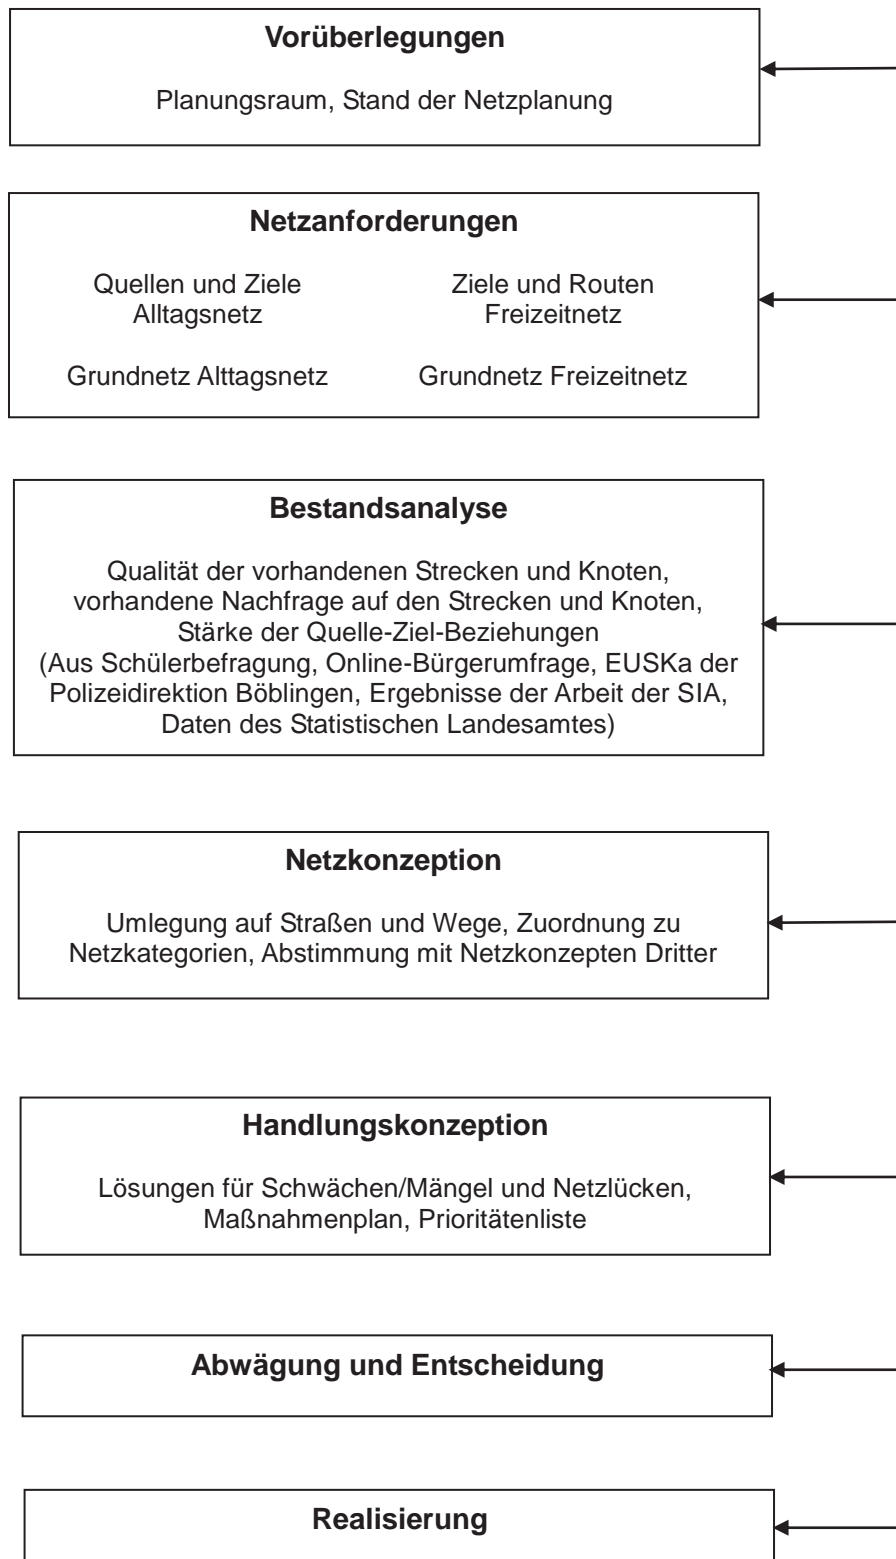 Vorüberlegungen
Planungsraum, Stand der Netzplanung
Netzanforderungen
Quellen und Ziele
Alltagsnetz
Ziele und Routen
Freizeitnetz
Grundnetz Alttagsnetz
Grundnetz Freizeitnetz
Bestandsanalyse
Qualität der vorhandenen Strecken und Knoten,
vorhandene Nachfrage auf den Strecken und Knoten,
Stärke der Quelle-Ziel-Beziehungen
(Aus Schülerbefragung, Online-Bürgerumfrage, EUSKa der
Polizeidirektion Böblingen, Ergebnisse der Arbeit der SIA,
Daten des Statistischen Landesamtes)
Netzkonzeption
Umlegung auf Straßen und Wege, Zuordnung zu
Netzkategorien, Abstimmung mit Netzkonzepten Dritter
Handlungskonzeption
Lösungen für Schwächen/Mängel und Netzlücken,
Maßnahmenplan, Prioritätenliste
Abwägung und Entscheidung
Realisierung